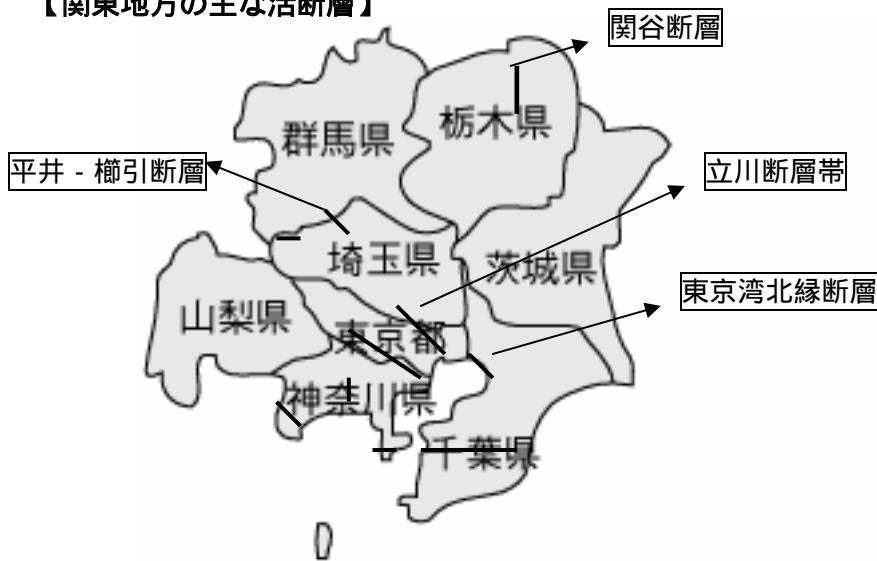 【関東地方の主な活断層】
関谷断層
栃木県
群馬県
平井 - 櫛引断層
立川断層帯
埼玉県
茨城県
東京湾北縁断層
山梨県
東京都
神奈川県
千葉県